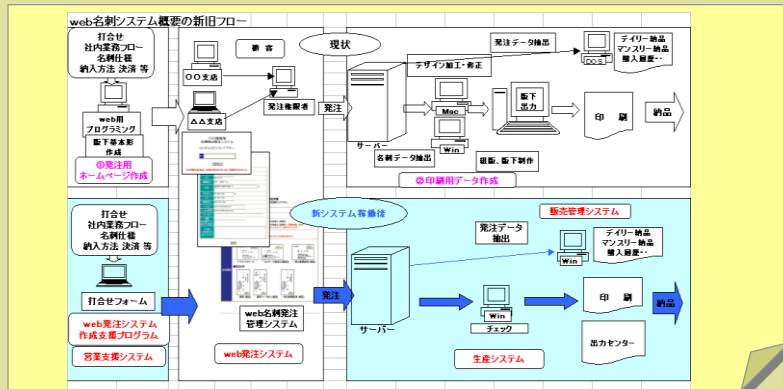 web名刺システム概要の新旧フロー
打合せ
社内業務フロー
名刺仕様
納入方法 決済 等
web用
プログラミング
版下基本形
作成
①発注用
ホームページ作成
顧客
〇〇支店
△△支店
発注権限者
現状
発注
サーバー
デザイン加工・修正
発注データ抽出
DOS
デイリー納品
マンスリー納品
購入履歴・・
Mac
Win
名刺データ抽出
版下
出力
組版、版下制作
印刷
納品
②印刷用データ作成
打合せ
社内業務フロー
名刺仕様
納入方法 決済 等
打合せフォーム
web発注システム
作成支援プログラム
営業支援システム
web名刺発注
管理システム
web発注システム
新システム稼働後
発注
サーバー
発注データ
抽出
販売管理システム
Win
デイリー納品
マンスリー納品
購入履歴・・
Win
チェック
印刷
納品
出力センター
生産システム